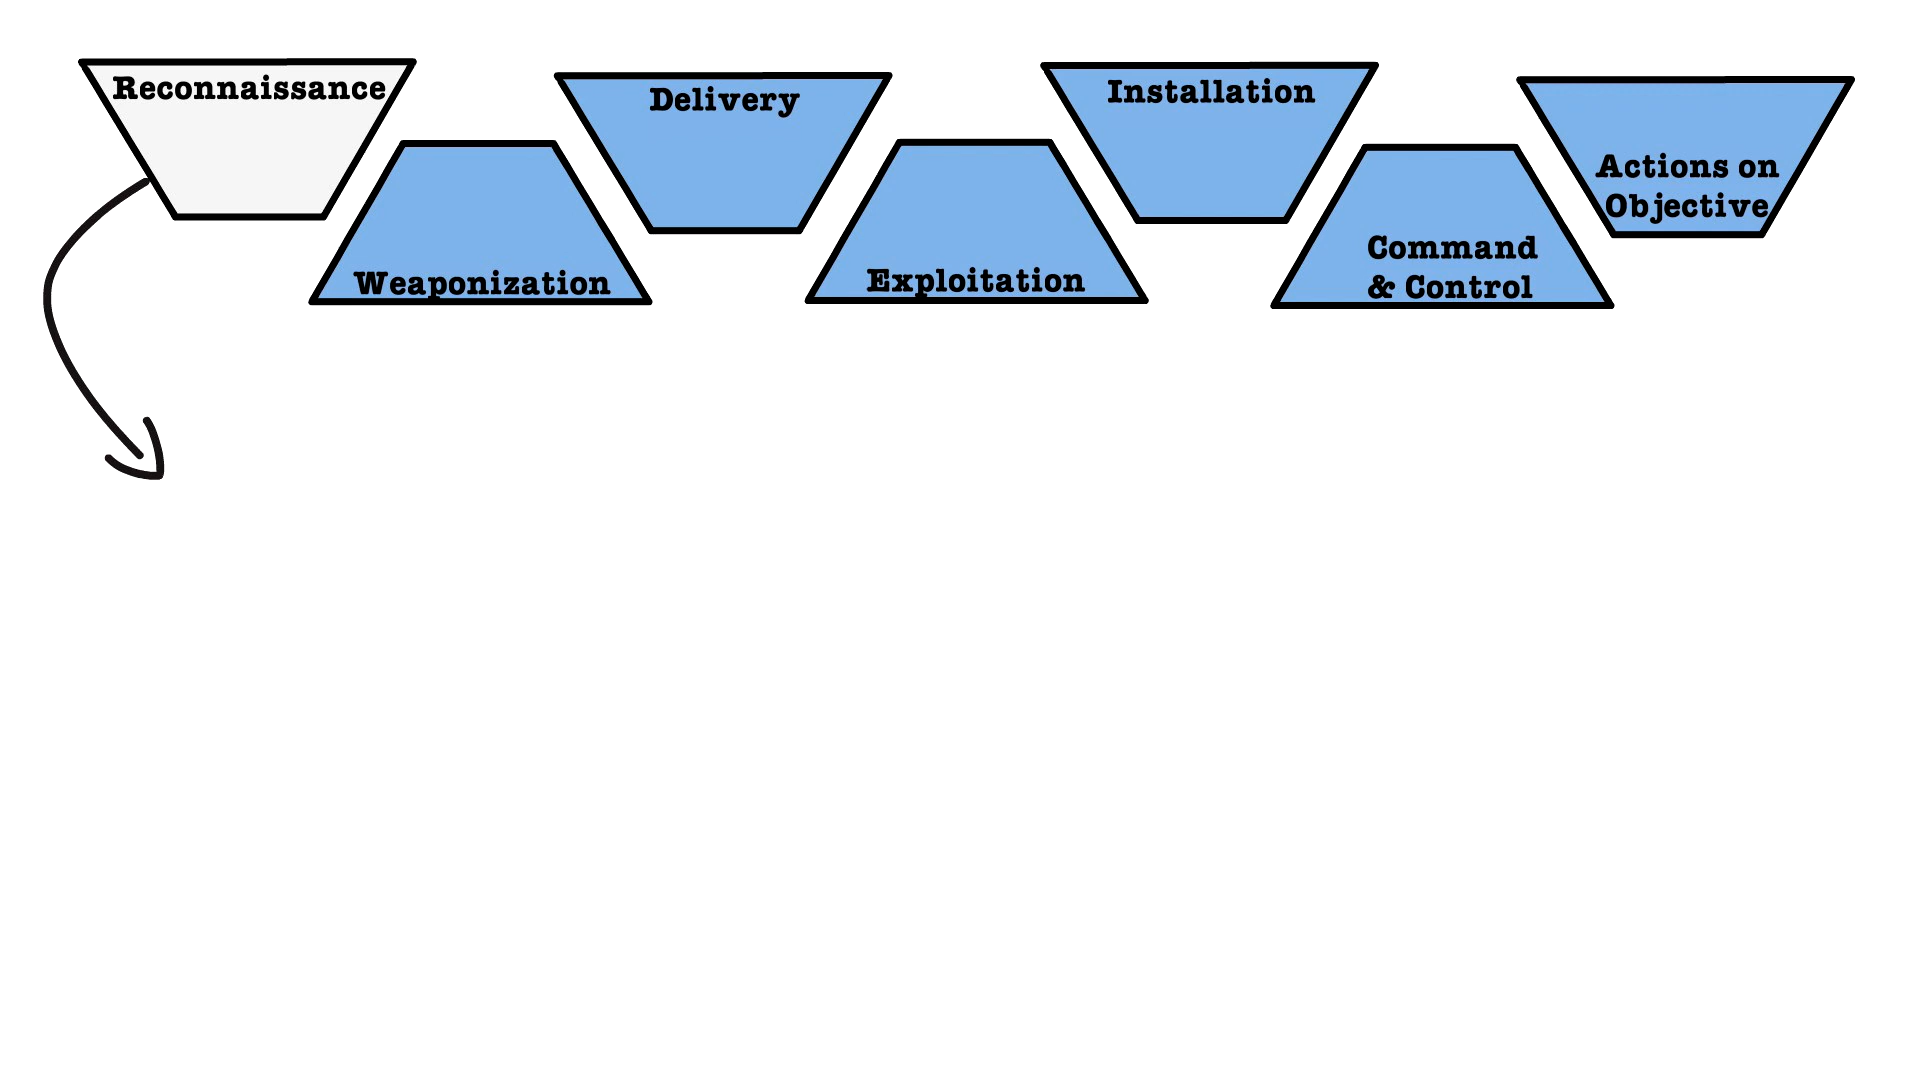 Reconnaissance
Weaponization
Delivery
Exploitation
Installation
Command
& Control
Actions on
Objective